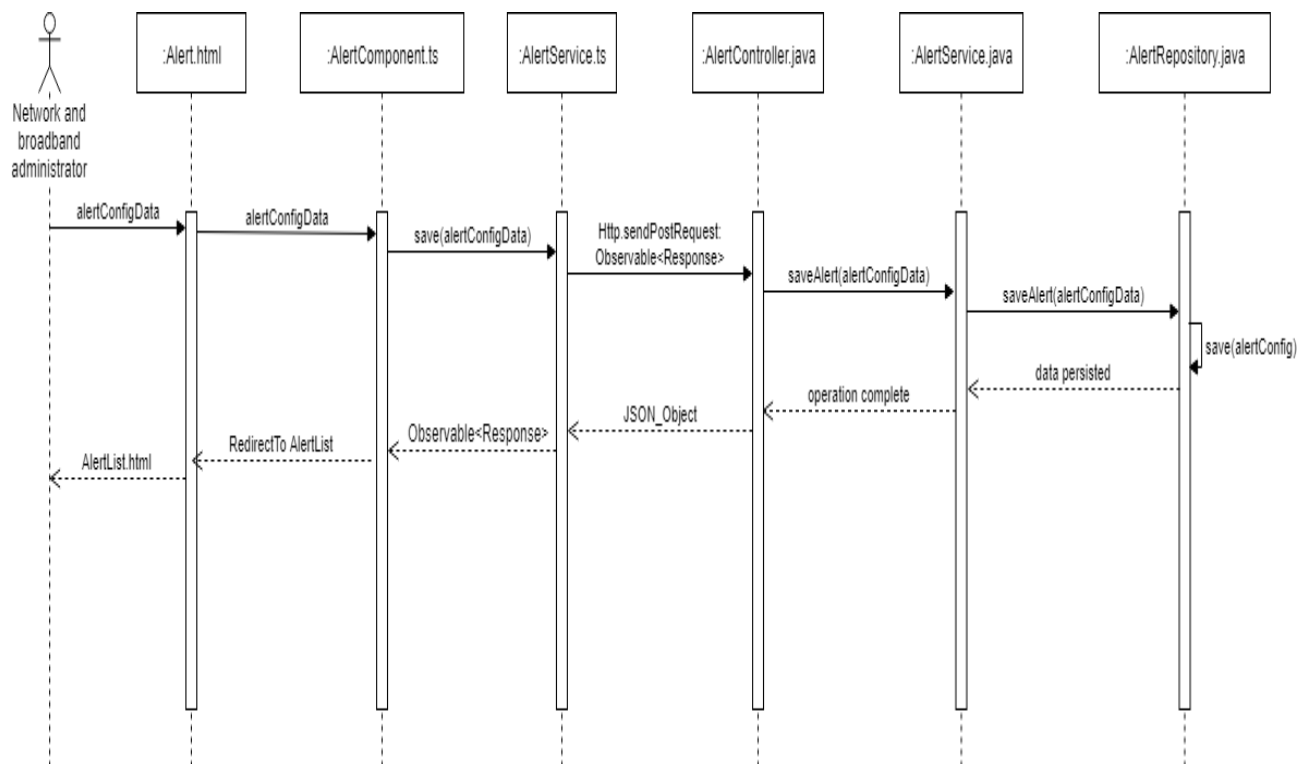 :Alert.html
:AlertComponent.ts
:AlertService.ts
:AlertController.java
:AlertService.java
:AlertRepository.java
Network and
broadband
administrator
alertConfigData
alertConfigData
save(alertConfigData)
Http.sendPostRequest:
Observable<Response>
saveAlert(alertConfigData)
saveAlert(alertConfigData)
save(alertConfig)
data persisted
operation complete
JSON_Object
Observable<Response>
RedirectTo AlertList
AlertList.html